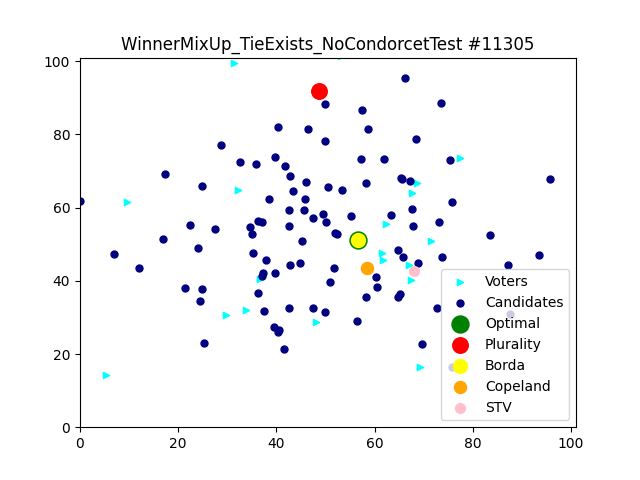 WinnerMixUp_TieExists_NoCondorcetTest #11305
100
80
60
40
20
0
0
20
40
60
80
100
Voters
Candidates
Optimal
Plurality
Borda
Copeland
STV